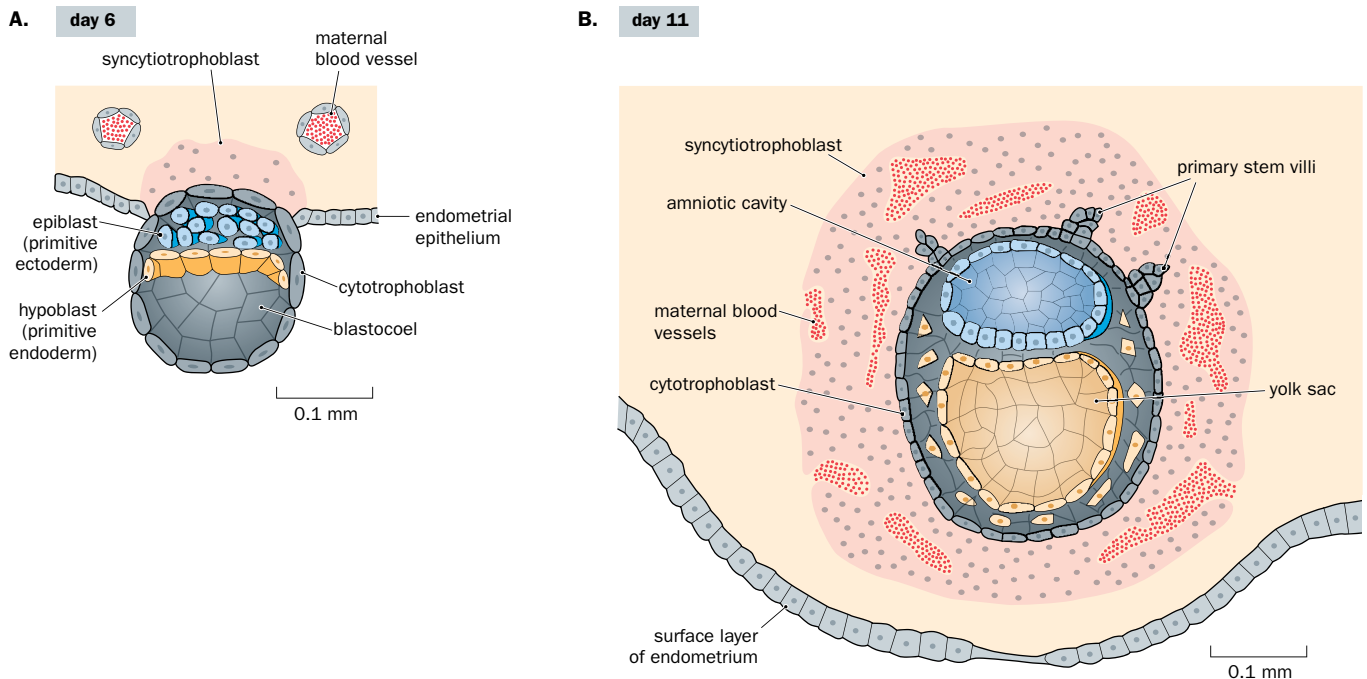 A.
day 6
syncytiotrophoblast
maternal
blood vessel
epiblast
(primitive
ectoderm)
hypoblast
(primitive
endoderm)
endometrial
epithelium
cytotrophoblast
blastocoel
0.1 mm
B.
day 11
syncytiotrophoblast
amniotic cavity
maternal blood
vessels
cytotrophoblast
primary stem villi
yolk sac
surface layer
of endometrium
0.1 mm